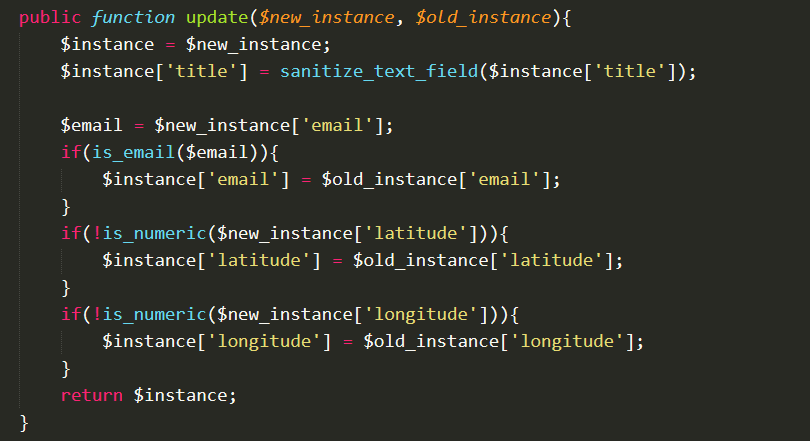 public function update($new_instance, $old_instance){
$instance = $new_instance;
$instance['title'] = sanitize_text_field($instance['title']);
$email = $new_instance['email'];
if(is_email($email)){
$instance['email'] = $old_instance['email'];
}
if(!is_numeric($new_instance['latitude'])){
$instance['latitude'] = $old_instance['latitude'];
}
if(!is_numeric($new_instance['longitude'])){
$instance['longitude'] = $old_instance['longitude'];
}
return $instance;
}